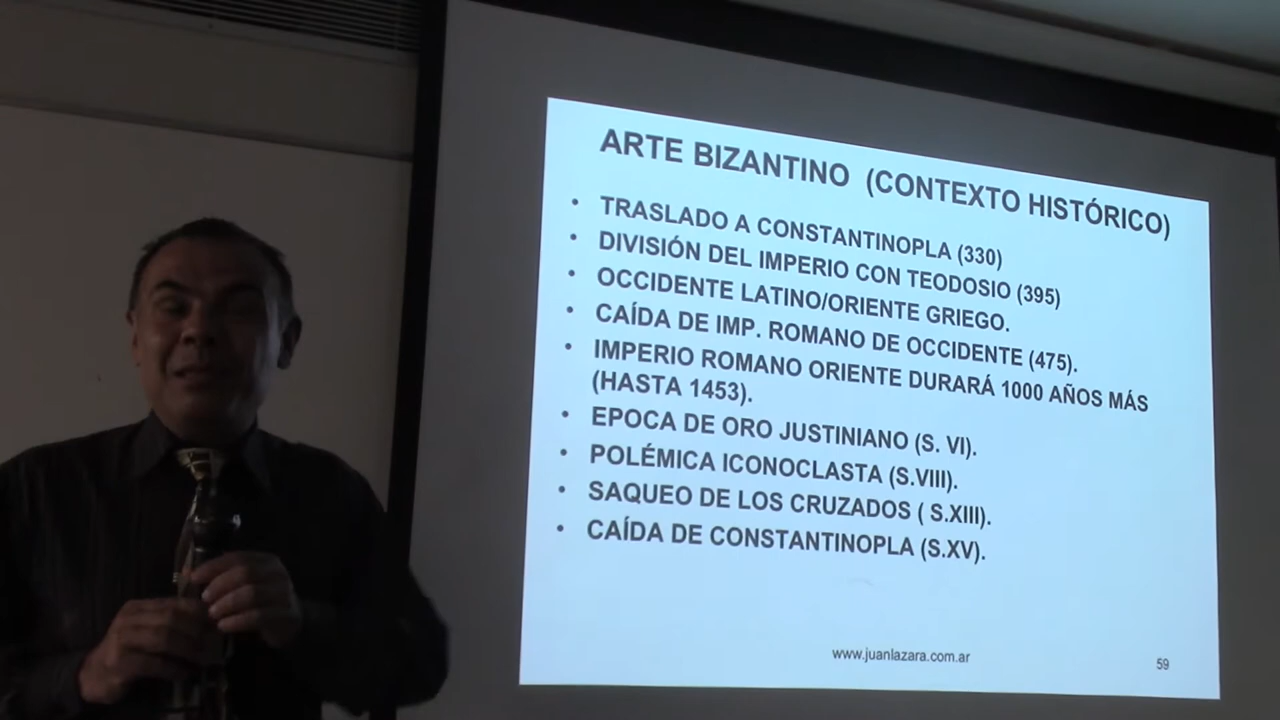 ARTE BIZANTINO (CONTEXTO HISTÓRICO)
• TRASLADO A CONSTANTINOPLA (330)
• DIVISIÓN DEL IMPERIO CON TEODOSIO (395)
• OCCIDENTE LATINO/ORIENTE GRIEGO.
• CAÍDA DE IMP. ROMANO DE OCCIDENTE (475).
• IMPERIO ROMANO ORIENTE DURARÁ 1000 AÑOS MÁS
(HASTA 1453).
• EPOCA DE ORO JUSTINIANO (S. VI).
• POLÉMICA ICONOCLASTA (S.VIII).
• SAQUEO DE LOS CRUZADOS ( S.XIII).
• CAÍDA DE CONSTANTINOPLA (S.XV).
www.juanlazara.com.ar
59